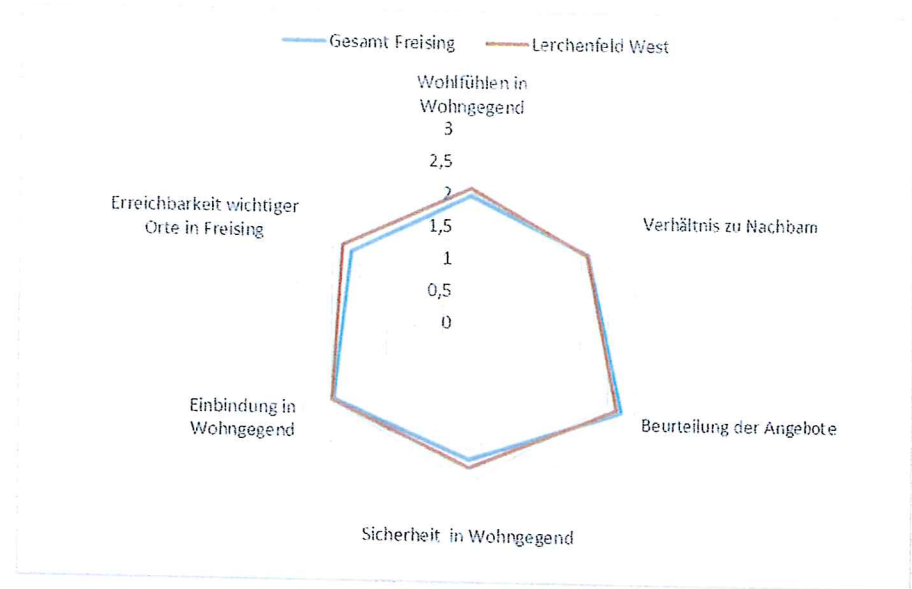 Gesamt Freising Lerchenfeld West
Wohlfühlen in
Wohngegend
3
2,5
2
1,5
1
0,5
0
Erreichbarkeit wichtiger
Orte in Freising
Verhältnis zu Nachbarn
Einbindung in
Wohngegend
Beurteilung der Angebote
Sicherheit in Wohngegend